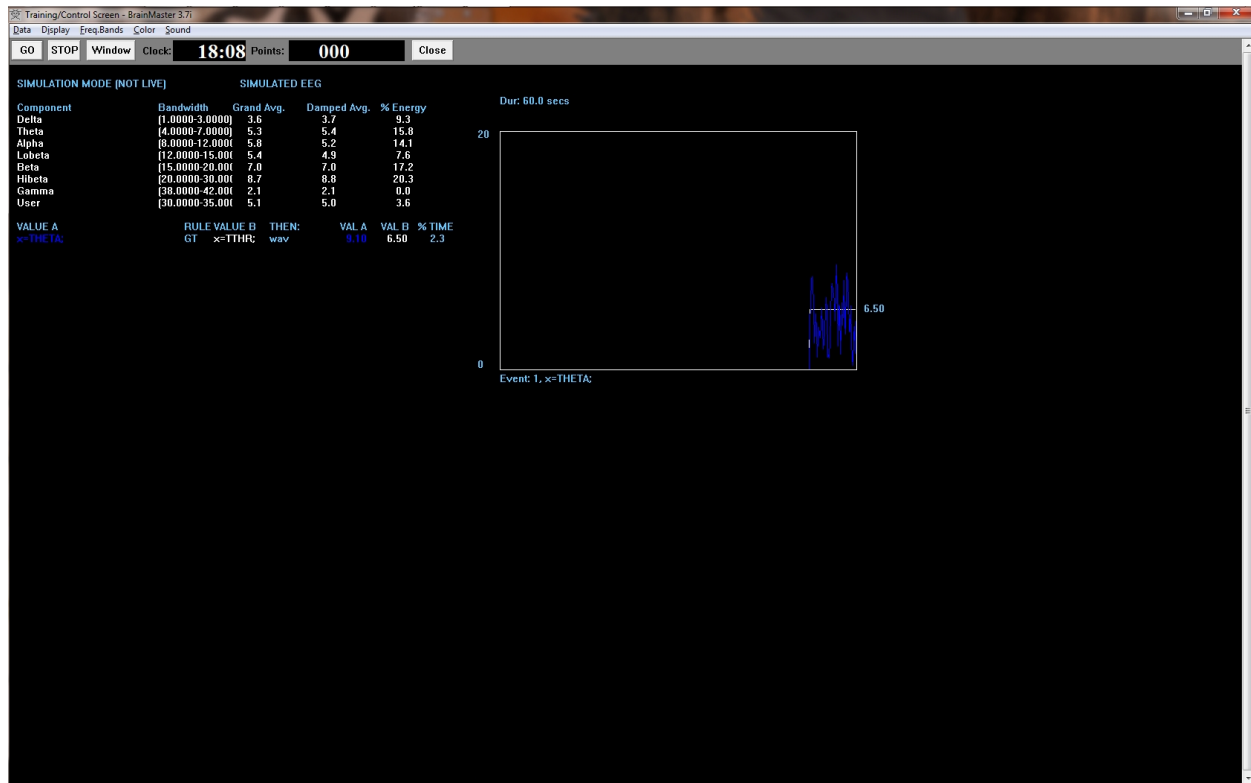 Training/Control Screen - BrainMaster 3.7i
Data Display Freq.Bands Color Sound
GO STOP Window Clock: 18:08 Points: 000 Close
SIMULATION MODE (NOT LIVE) SIMULATED EEG
Component Bandwidth Grand Avg. Damped Avg. % Energy
Delta (1.0000-3.0000) 3.6 3.7 9.3
Theta (4.0000-7.0000) 5.3 5.4 15.8
Alpha (8.0000-12.000( 5.8 5.2 14.1
Lobeta (12.0000-15.00( 5.4 4.9 7.6
Beta (15.0000-20.00( 7.0 7.0 17.2
Hibeta (20.0000-30.00( 8.7 8.8 20.3
Gamma (38.0000-42.00( 2.1 2.1 0.0
User (30.0000-35.00( 5.1 5.0 3.6
VALUE A RULE VALUE B THEN: VAL A VAL B % TIME
x=THETA; GT x=TTHR; wav 9.10 6.50 2.3
Dur: 60.0 secs
20
6.50
0
Event: 1, x=THETA;